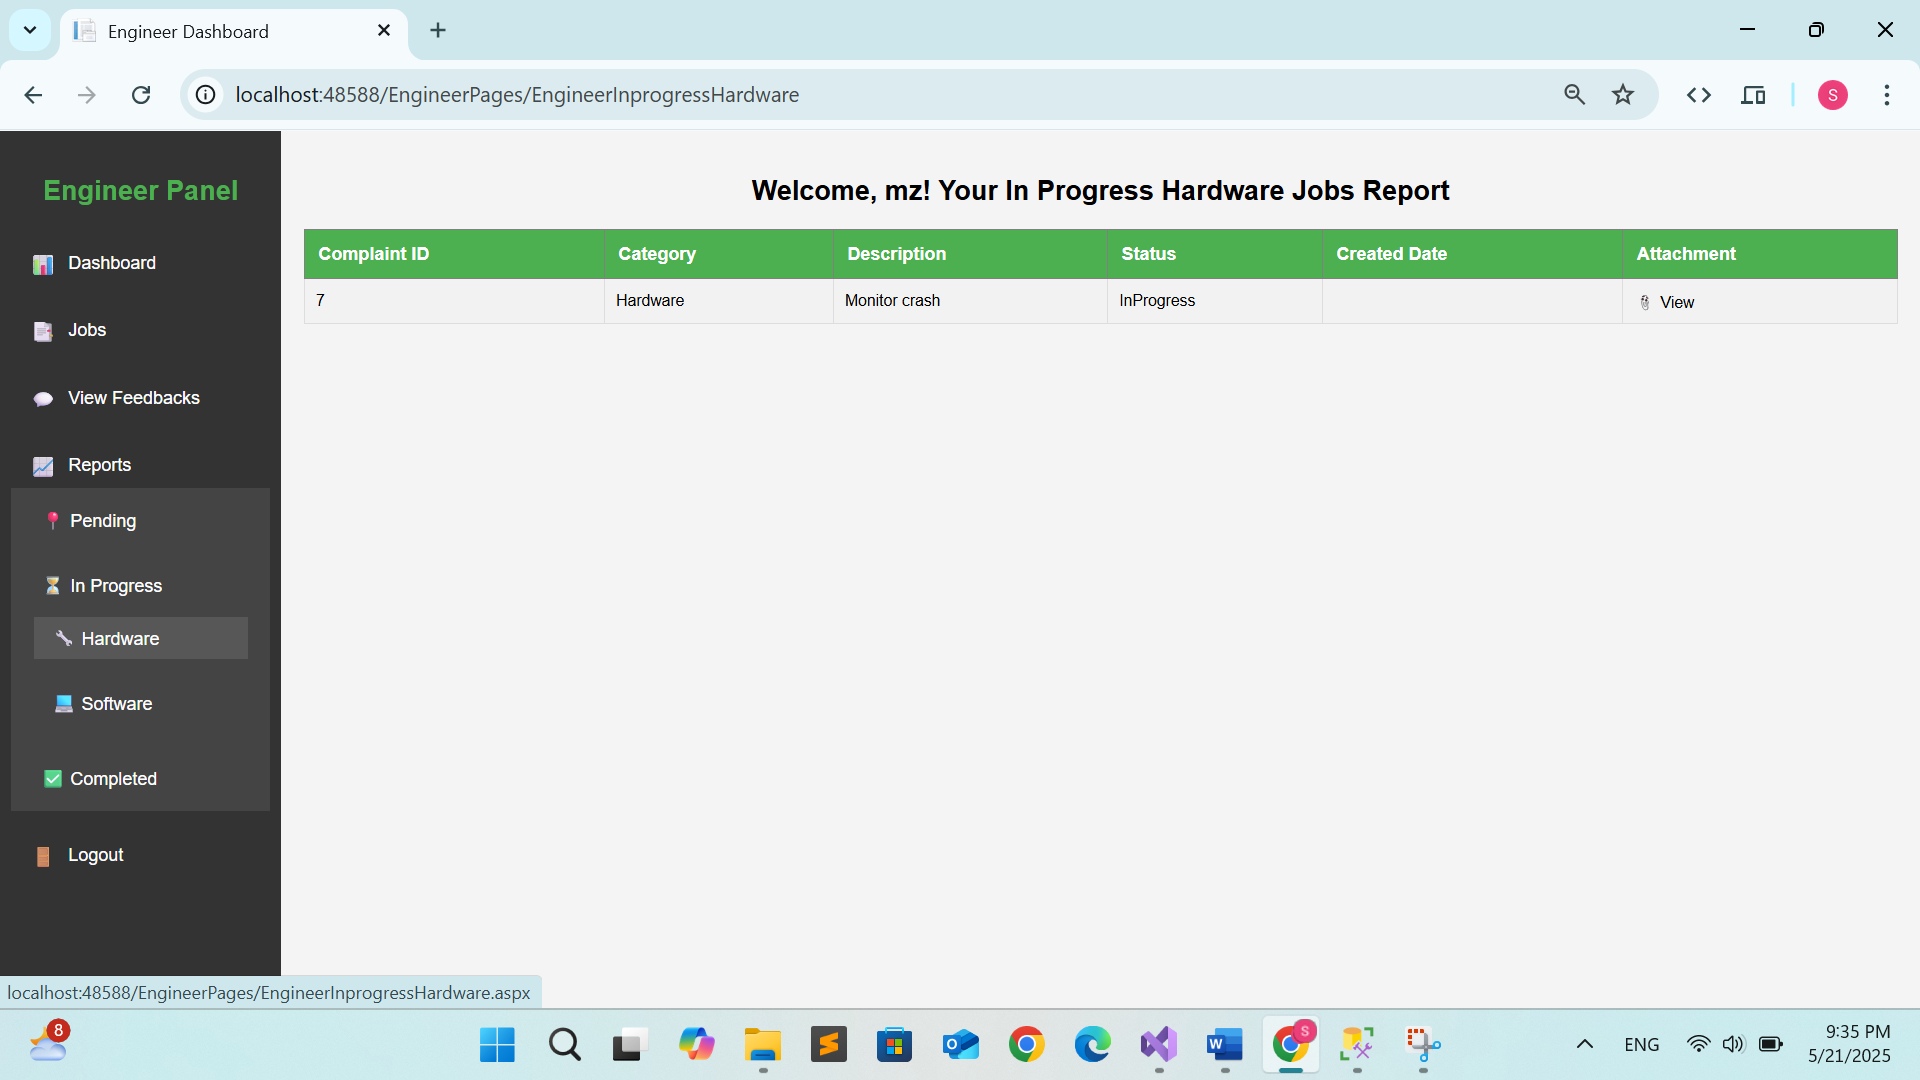 Engineer Dashboard
localhost:48588/EngineerPages/EngineerInprogressHardware
S
Engineer Panel
Dashboard
Jobs
View Feedbacks
Reports
Pending
In Progress
Hardware
Software
Completed
Logout
Welcome, mz! Your In Progress Hardware Jobs Report
Complaint ID Category Description Status Created Date Attachment
7 Hardware Monitor crash InProgress View
localhost:48588/EngineerPages/EngineerInprogressHardware.aspx
8
S
ENG
9:35 PM
5/21/2025